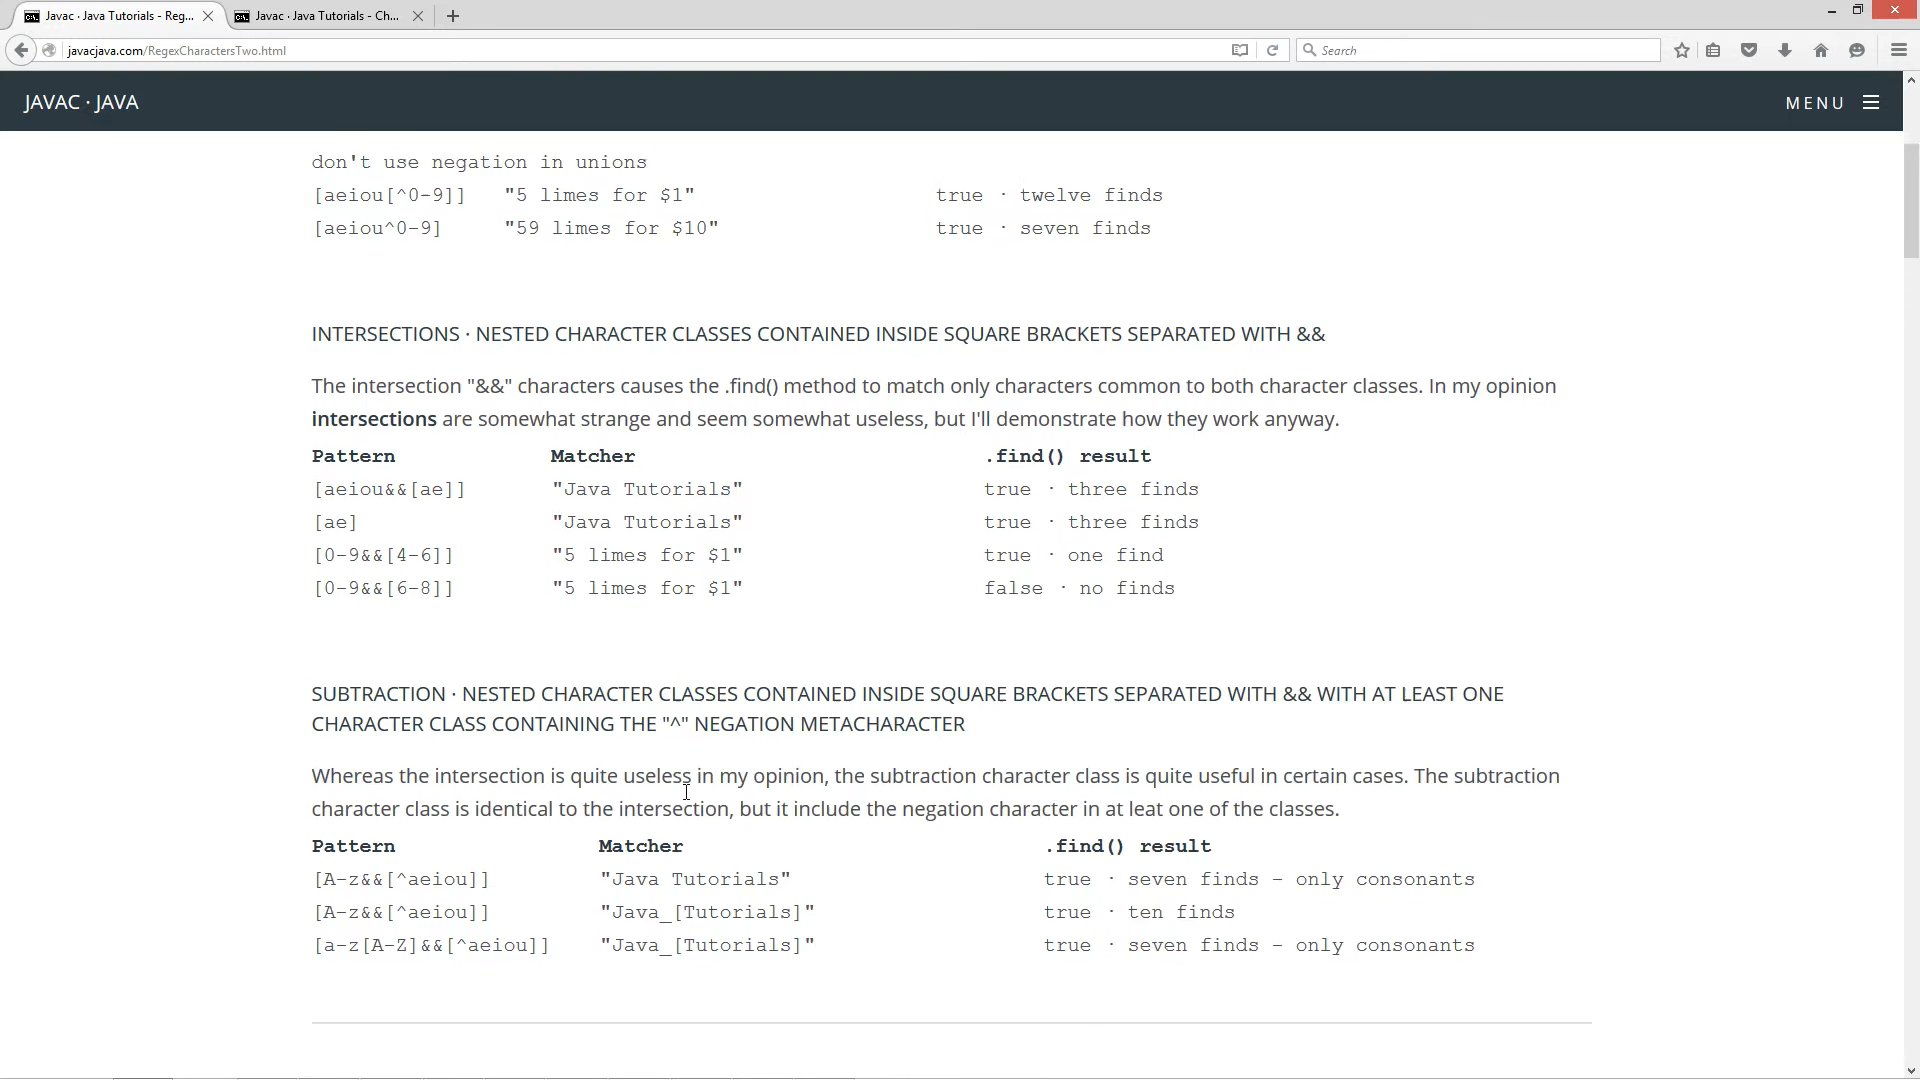 Javac · Java Tutorials - Reg...
Javac · Java Tutorials - Ch...
javacjava.com/RegexCharactersTwo.html
Search
JAVAC · JAVA
MENU
don't use negation in unions
[aeiou[^0-9]] "5 limes for $1" true · twelve finds
[aeiou^0-9] "59 limes for $10" true · seven finds
INTERSECTIONS · NESTED CHARACTER CLASSES CONTAINED INSIDE SQUARE BRACKETS SEPARATED WITH &&
The intersection "&&" characters causes the .find() method to match only characters common to both character classes. In my opinion
intersections are somewhat strange and seem somewhat useless, but I'll demonstrate how they work anyway.
Pattern Matcher .find() result
[aeiou&&[ae]] "Java Tutorials" true · three finds
[ae] "Java Tutorials" true · three finds
[0-9&&[4-6]] "5 limes for $1" true · one find
[0-9&&[6-8]] "5 limes for $1" false · no finds
SUBTRACTION · NESTED CHARACTER CLASSES CONTAINED INSIDE SQUARE BRACKETS SEPARATED WITH && WITH AT LEAST ONE
CHARACTER CLASS CONTAINING THE "^" NEGATION METACHARACTER
Whereas the intersection is quite useless in my opinion, the subtraction character class is quite useful in certain cases. The subtraction
character class is identical to the intersection, but it include the negation character in at leat one of the classes.
Pattern Matcher .find() result
[A-z&&[^aeiou]] "Java Tutorials" true · seven finds - only consonants
[A-z&&[^aeiou]] "Java_[Tutorials]" true · ten finds
[a-z[A-Z]&&[^aeiou]] "Java_[Tutorials]" true · seven finds - only consonants